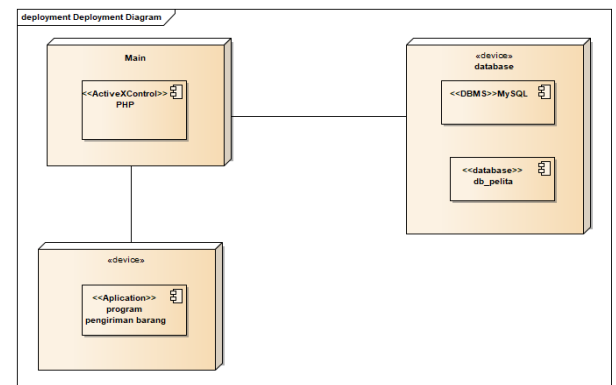 deployment Deployment Diagram
Main
<<ActiveXControl>>
PHP
«device»
database
<<DBMS>>MySQL
<<database>>
db_pelita
«device»
<<Aplication>>
program
pengiriman barang